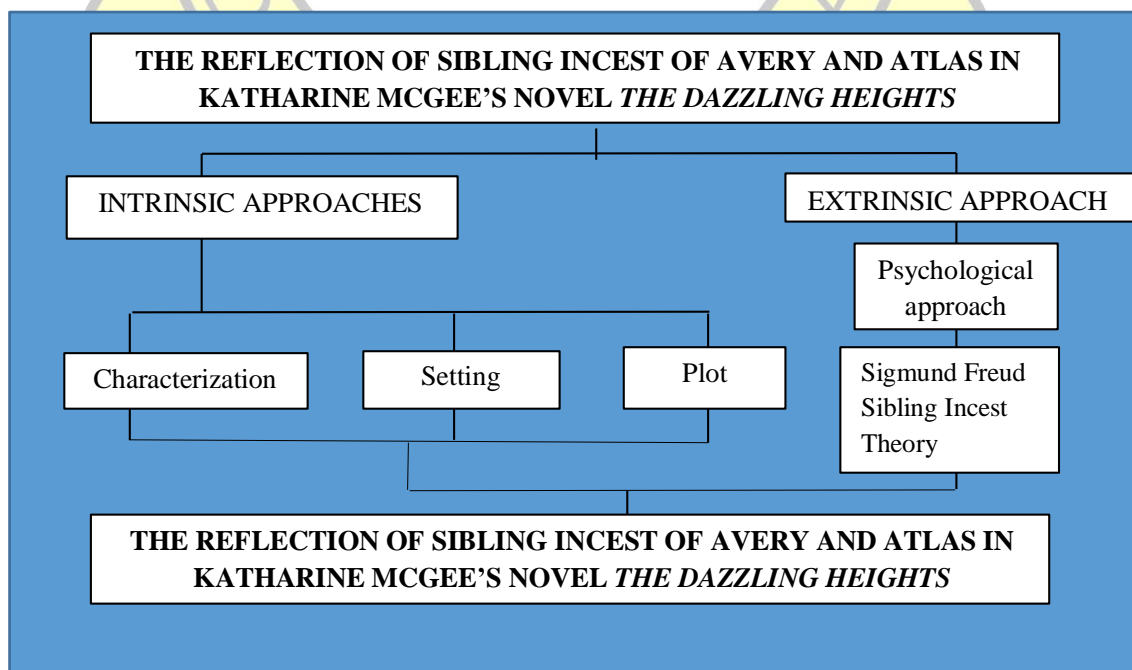 THE REFLECTION OF SIBLING INCEST OF AVERY AND ATLAS IN
KATHARINE MCGEE'S NOVEL THE DAZZLING HEIGHTS
INTRINSIC APPROACHES
EXTRINSIC APPROACH
Psychological
approach
Characterization
Setting
Plot
Sigmund Freud
Sibling Incest
Theory
THE REFLECTION OF SIBLING INCEST OF AVERY AND ATLAS IN
KATHARINE MCGEE'S NOVEL THE DAZZLING HEIGHTS